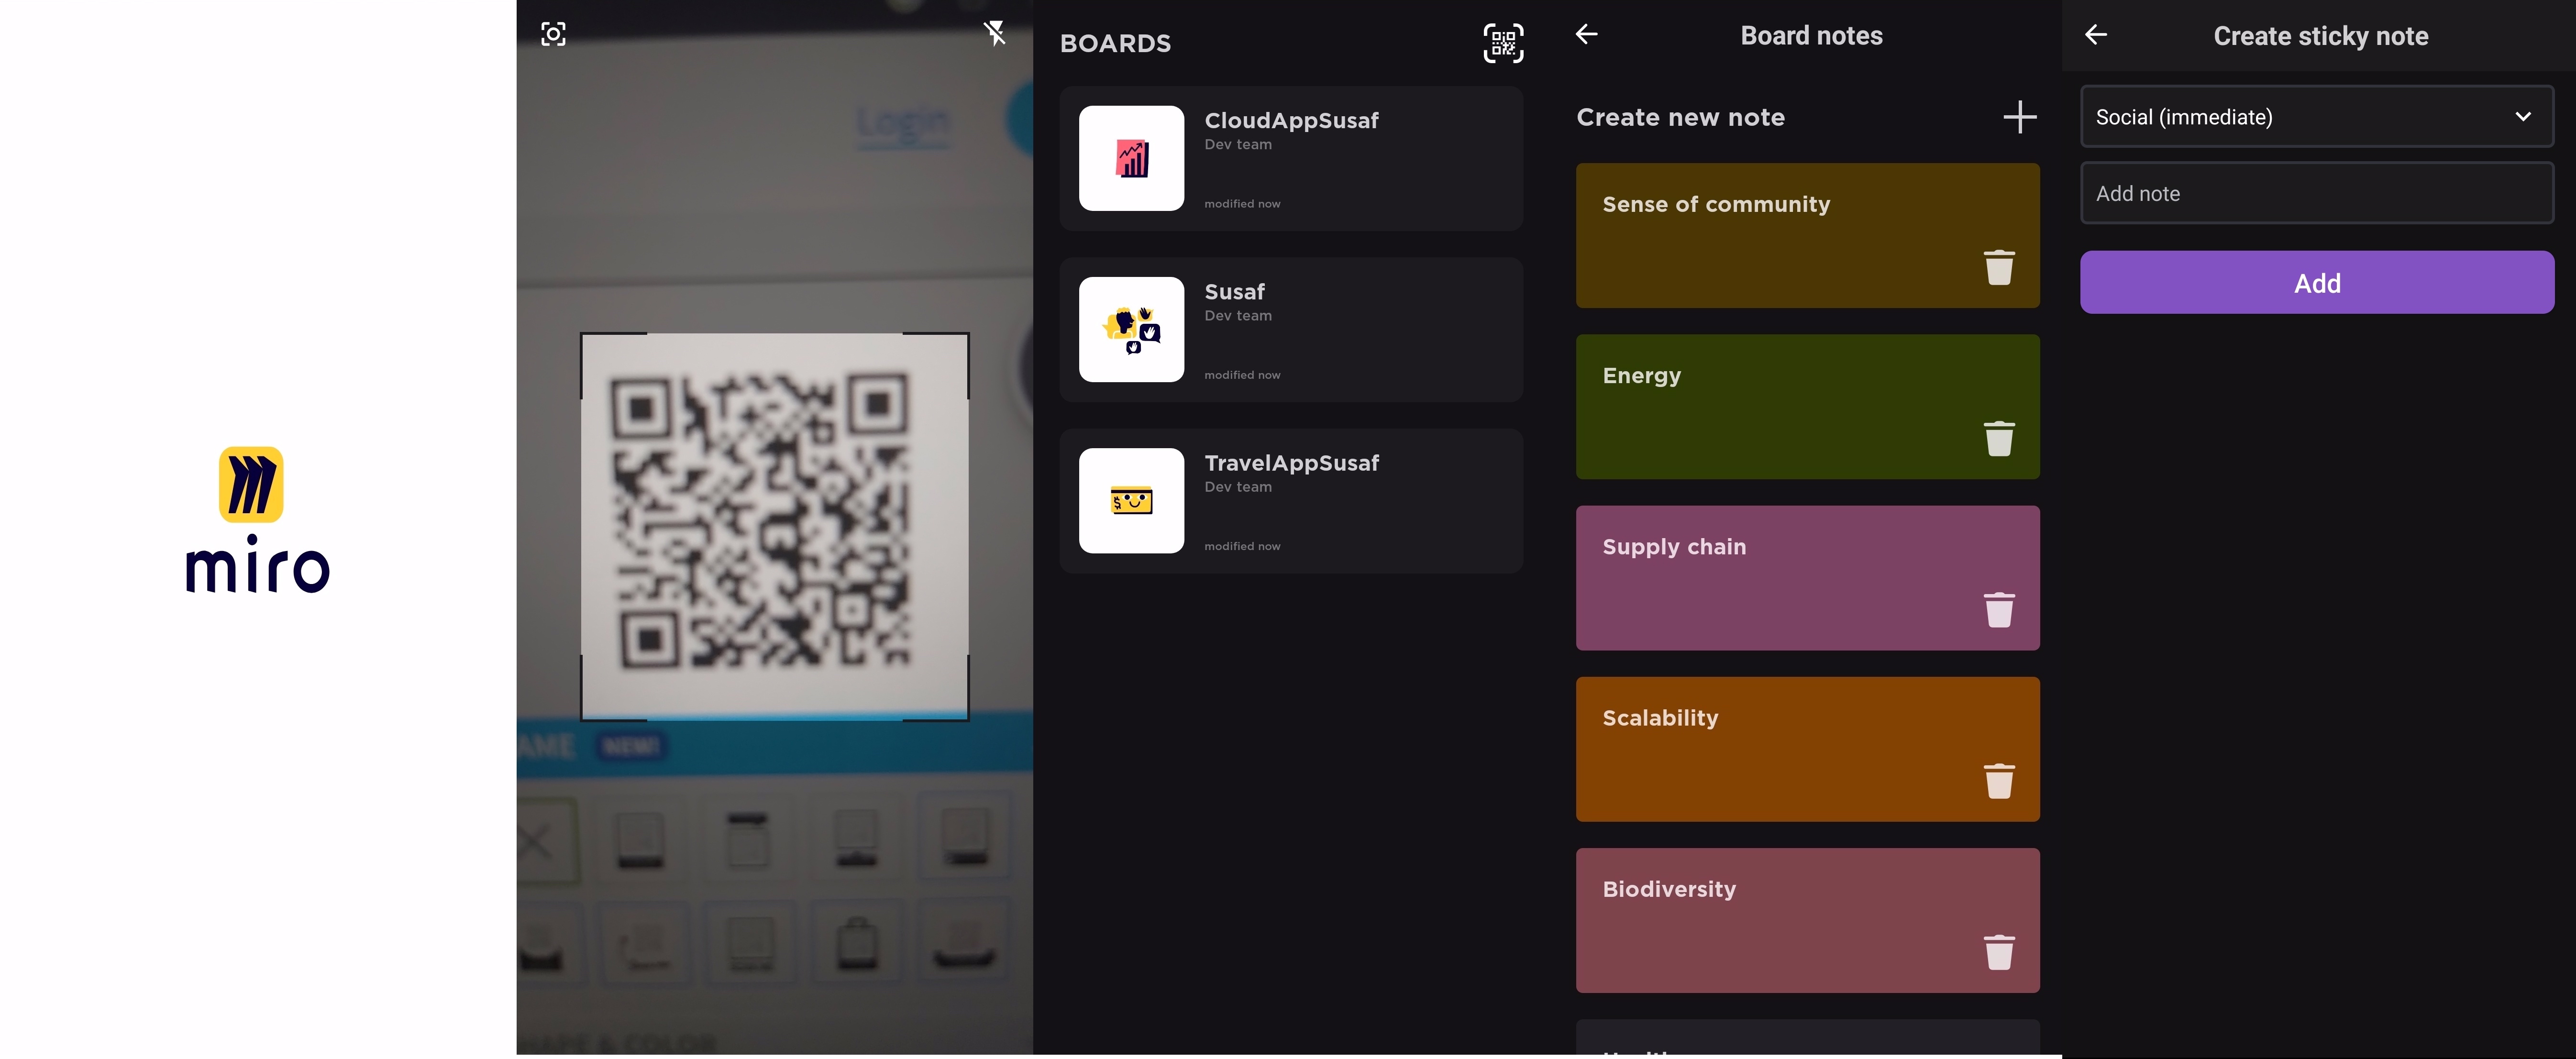 miro
Login
NEW!
SHAPE & COLOR
BOARDS
CloudAppSusaf
Dev team
modified now
Susaf
Dev team
modified now
TravelAppSusaf
Dev team
modified now
Board notes
Create new note
Sense of community
Energy
Supply chain
Scalability
Biodiversity
Create sticky note
Social (immediate)
Add note
Add